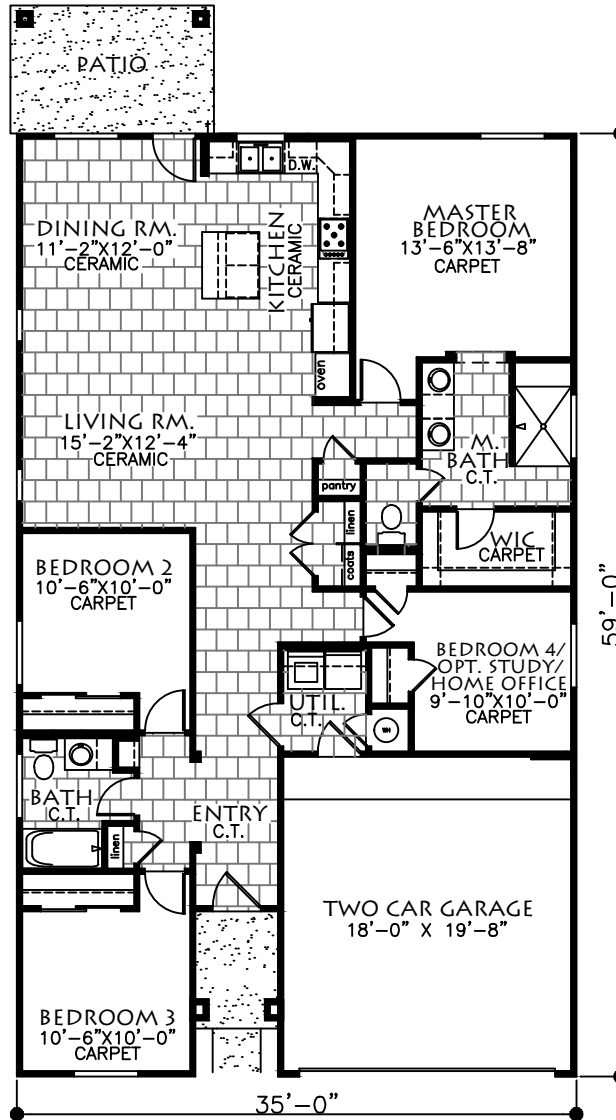 PATIO
D.W.
DINING RM.
11'-2"X12'-0"
CERAMIC
KITCHEN
CERAMIC
MASTER
BEDROOM
13'-6"X13'-8"
CARPET
oven
LIVING RM.
15'-2"X12'-4"
CERAMIC
M.
BATH
C.T.
pantry
linen
coats
WIC
CARPET
BEDROOM 2
10'-6"X10'-0"
CARPET
59'-0"
BEDROOM 4/
OPT. STUDY/
HOME OFFICE
9'-10"X10'-0"
CARPET
UTIL.
C.T.
WH
BATH
C.T.
linen
ENTRY
C.T.
TWO CAR GARAGE
18'-0" X 19'-8"
BEDROOM 3
10'-6"X10'-0"
CARPET
35'-0"